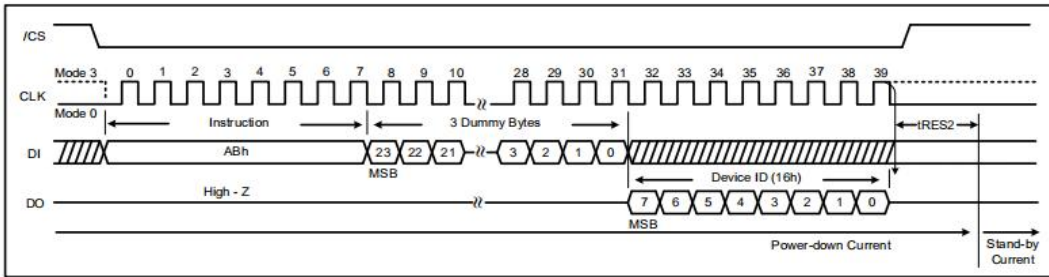 /CS
Mode 3 0 1 2 3 4 5 6 7 8 9 10 28 29 30 31 32 33 34 35 36 37 38 39
CLK
Mode 0 Instruction 3 Dummy Bytes tRES2
DI ABh 23 22 21 3 2 1 0
MSB Device ID (16h)
High - Z
DO 7 6 5 4 3 2 1 0
MSB
Power-down Current Stand-by
Current